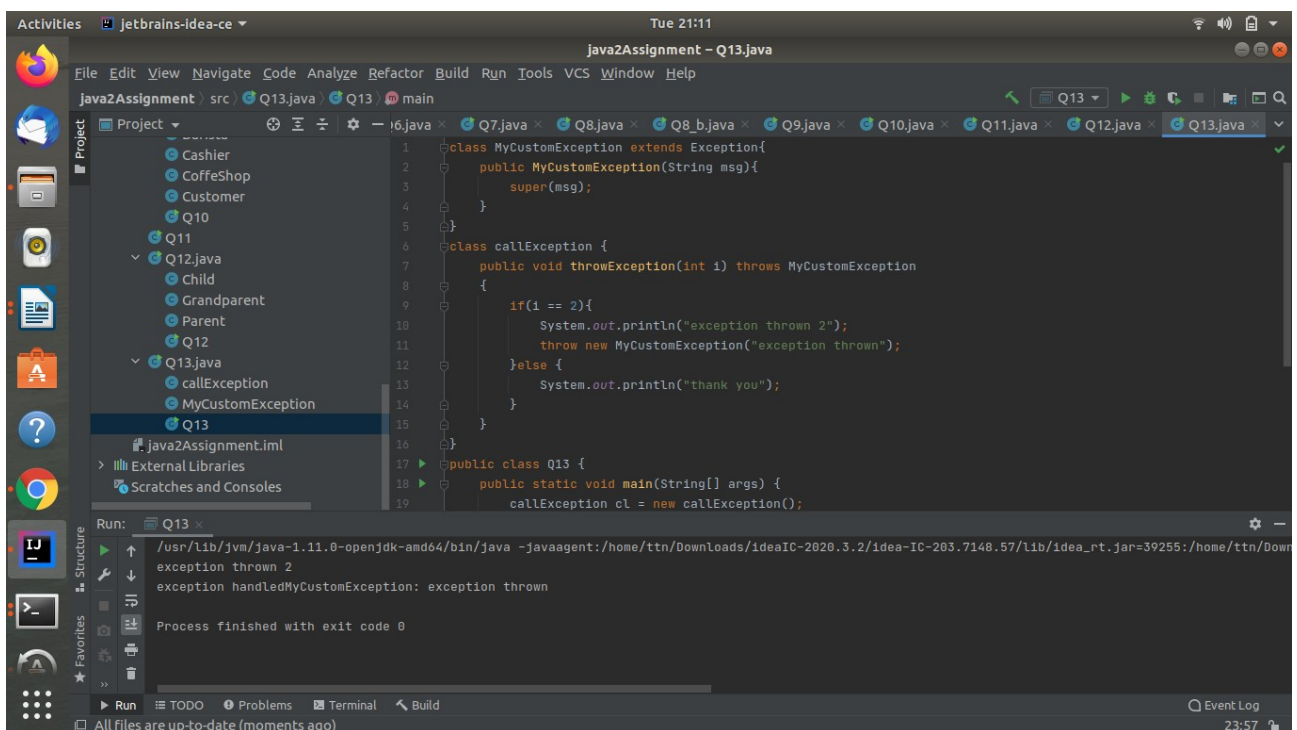 Activities jetbrains-idea-ce Tue 21:11
java2Assignment – Q13.java
File Edit View Navigate Code Analyze Refactor Build Run Tools VCS Window Help
java2Assignment src Q13.java Q13 main Q13
Project 6.java Q7.java Q8.java Q8_b.java Q9.java Q10.java Q11.java Q12.java Q13.java
Project
Cashier
CoffeShop
Customer
Q10
Q11
Q12.java
Child
Grandparent
Parent
Q12
Q13.java
callException
MyCustomException
Q13
java2Assignment.iml
External Libraries
Scratches and Consoles
1 class MyCustomException extends Exception{
2 public MyCustomException(String msg){
3 super(msg);
4 }
5 }
6 class callException {
7 public void throwException(int i) throws MyCustomException
8 {
9 if(i == 2){
10 System.out.println("exception thrown 2");
11 throw new MyCustomException("exception thrown");
12 }else {
13 System.out.println("thank you");
14 }
15 }
16 }
17 public class Q13 {
18 public static void main(String[] args) {
19 callException cl = new callException();
Run: Q13
/usr/lib/jvm/java-1.11.0-openjdk-amd64/bin/java -javaagent:/home/ttn/Downloads/ideaIC-2020.3.2/idea-IC-203.7148.57/lib/idea_rt.jar=39255:/home/ttn/Down
exception thrown 2
exception handledMyCustomException: exception thrown
Process finished with exit code 0
Structure
Favorites
Run TODO Problems Terminal Build Event Log
All files are up-to-date (moments ago) 23:57